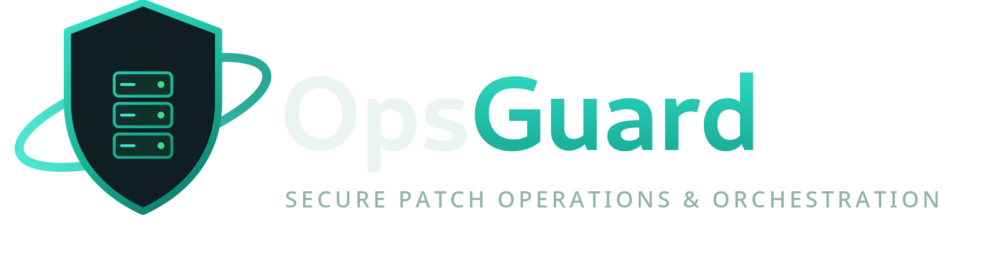 OpsGuard
SECURE PATCH OPERATIONS & ORCHESTRATION